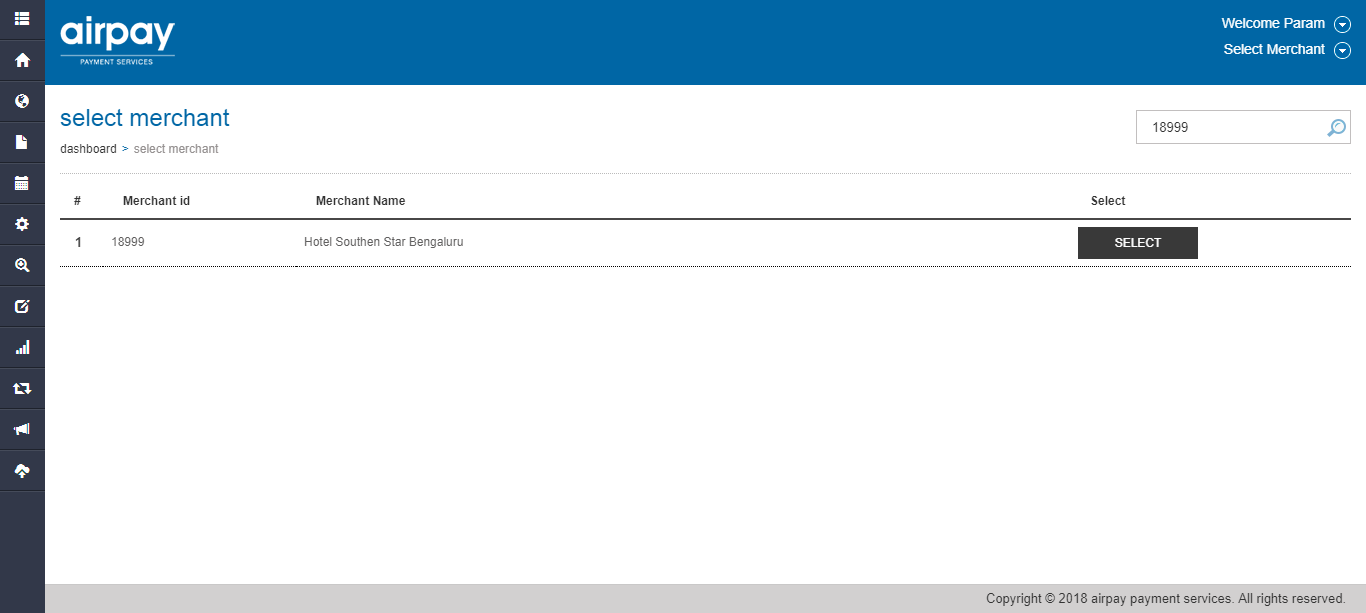 airpay
PAYMENT SERVICES
Welcome Param
Select Merchant
select merchant
dashboard > select merchant
18999
# Merchant id Merchant Name Select
1 18999 Hotel Southen Star Bengaluru SELECT
Copyright © 2018 airpay payment services. All rights reserved.